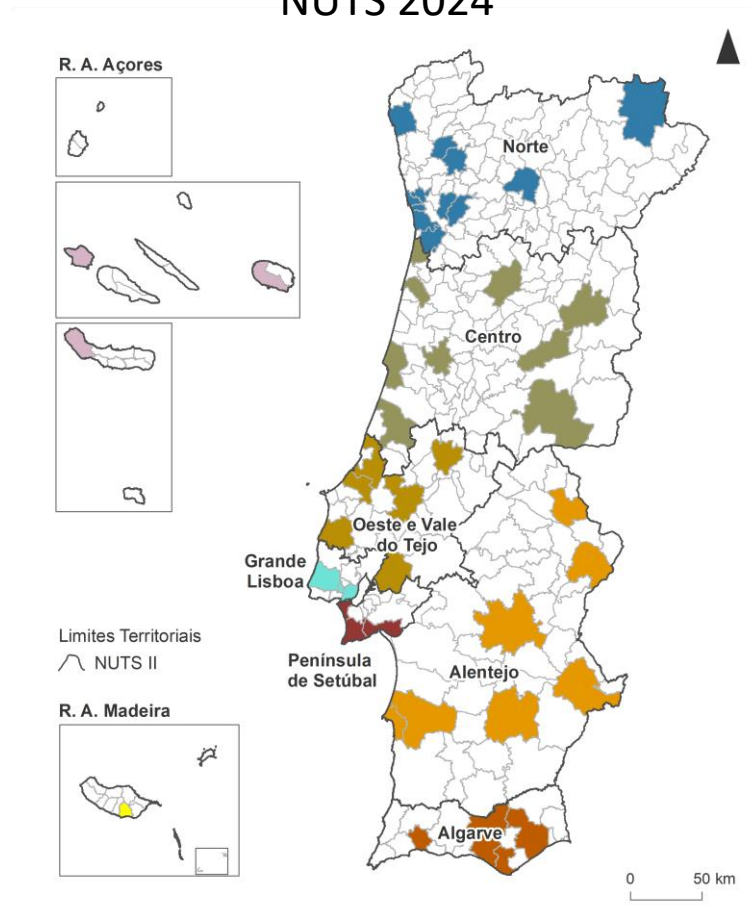 NUTS 2024
R. A. Açores
Norte
Centro
Oeste e Vale
do Tejo
Grande
Lisboa
Limites Territoriais
NUTS II
Península
de Setúbal
Alentejo
R. A. Madeira
Algarve
0 50 km